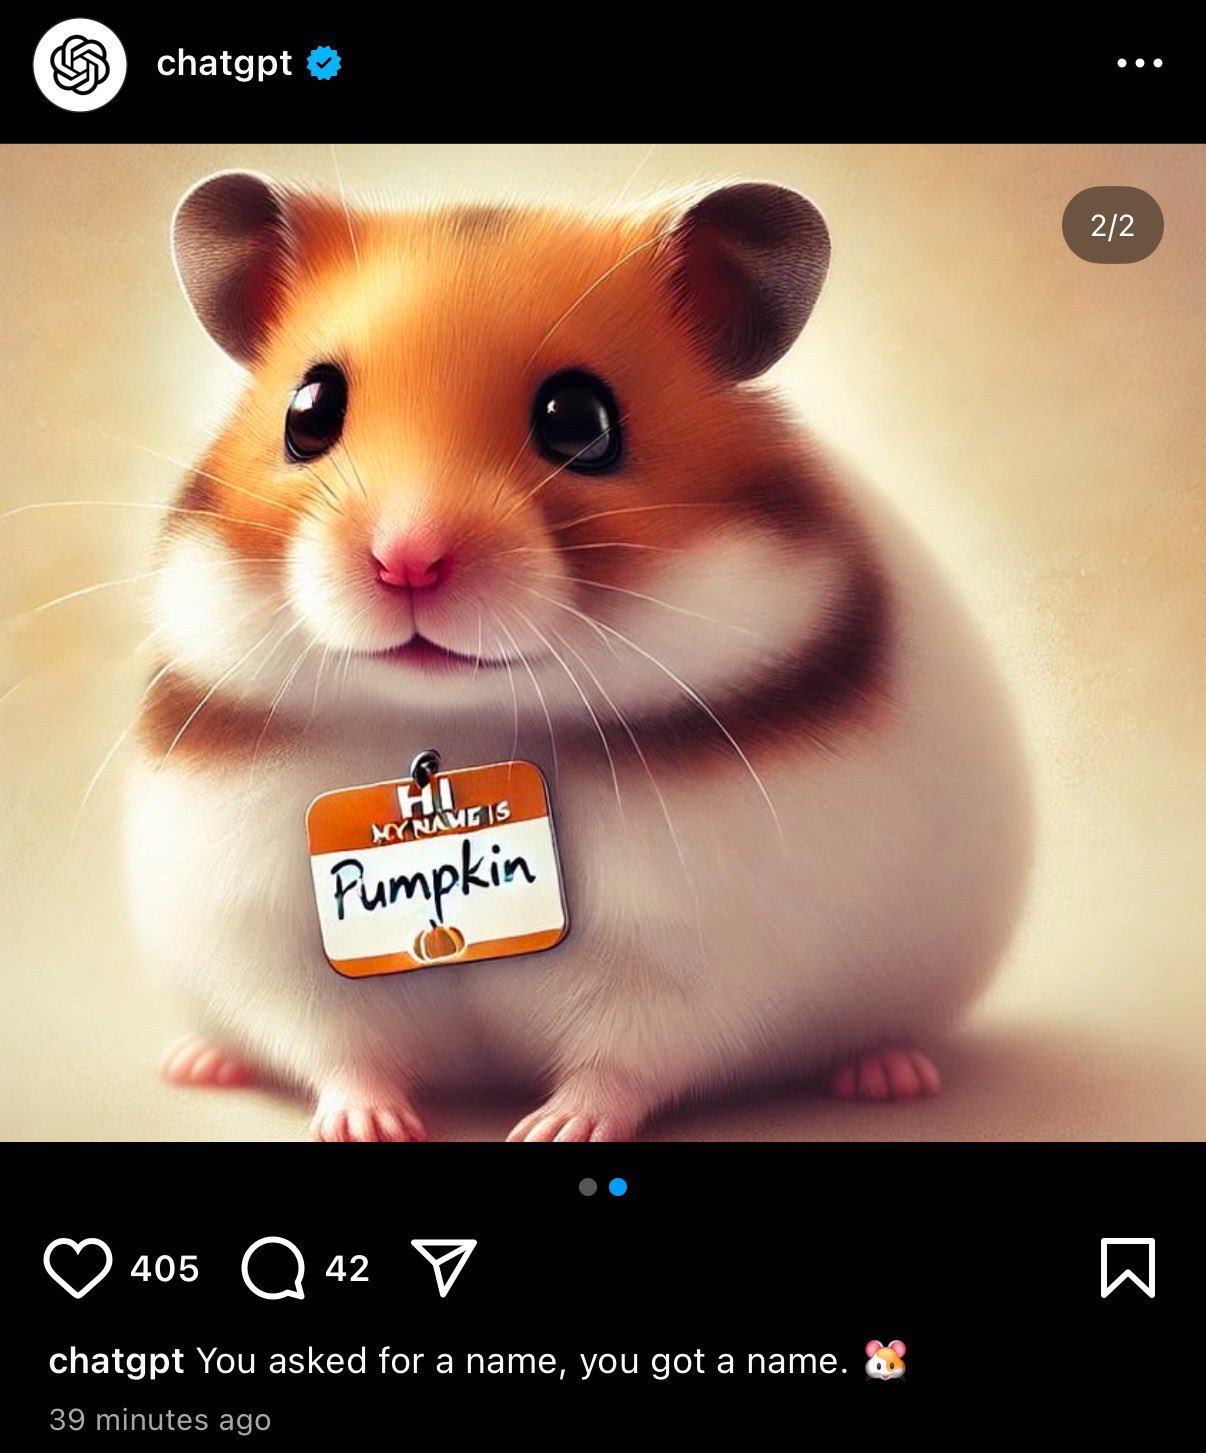 chatgpt
2/2
HI
MY NAME IS
Pumpkin
405 42
chatgpt You asked for a name, you got a name. 🐹
39 minutes ago